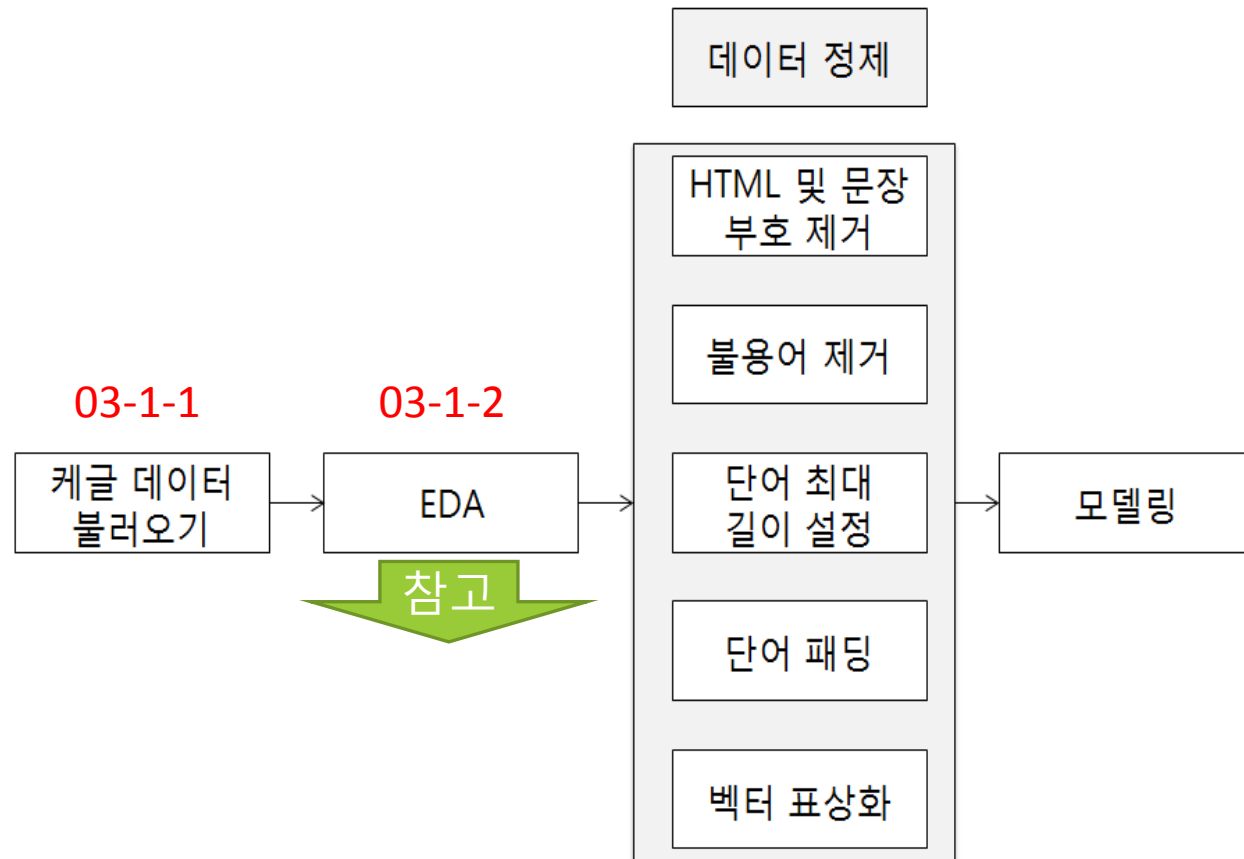 데이터 정제
HTML 및 문장
부호 제거
불용어 제거
03-1-1
03-1-2
케글 데이터
불러오기
EDA
단어 최대
길이 설정
모델링
참고
단어 패딩
벡터 표상화